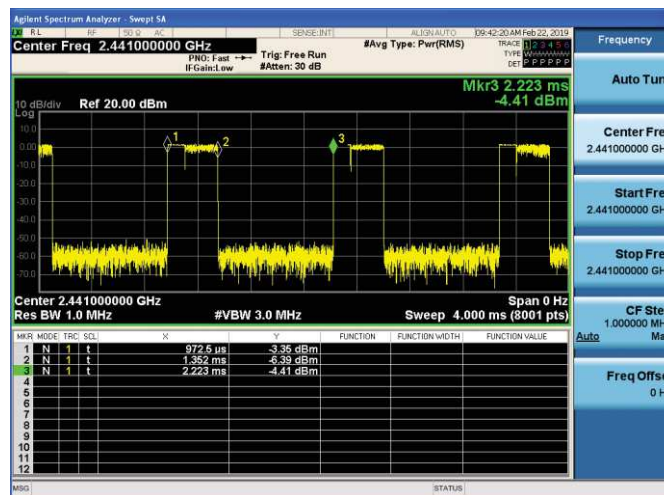 Agilent Spectrum Analyzer - Swept SA
RL RF 50 Ω AC SENSE:INT ALIGN AUTO 09:42:20 AM Feb 22, 2019
Center Freq 2.441000000 GHz #Avg Type: Pwr(RMS) TRACE 1 2 3 4 5 6
PNO: Fast Trig: Free Run TYPE
IFGain:Low #Atten: 30 dB DET P P P P P P
Frequency
Mkr3 2.223 ms
10 dB/div Ref 20.00 dBm -4.41 dBm
Log
10.0
0.00
-10.0
-20.0
-30.0
-40.0
-50.0
-60.0
-70.0
1 2 3
Center 2.441000000 GHz Span 0 Hz
Res BW 1.0 MHz #VBW 3.0 MHz Sweep 4.000 ms (8001 pts)
MKR MODE TRC SCL X Y FUNCTION FUNCTION WIDTH FUNCTION VALUE
1 N 1 t 972.5 µs -3.35 dBm
2 N 1 t 1.352 ms -6.39 dBm
3 N 1 t 2.223 ms -4.41 dBm
4
5
6
7
8
9
10
11
12
MSG STATUS
Auto Tun
Center Fre
2.441000000 GH
Start Fre
2.441000000 GH
Stop Fre
2.441000000 GH
CF Ste
1.000000 MH
Auto Ma
Freq Offse
0 H